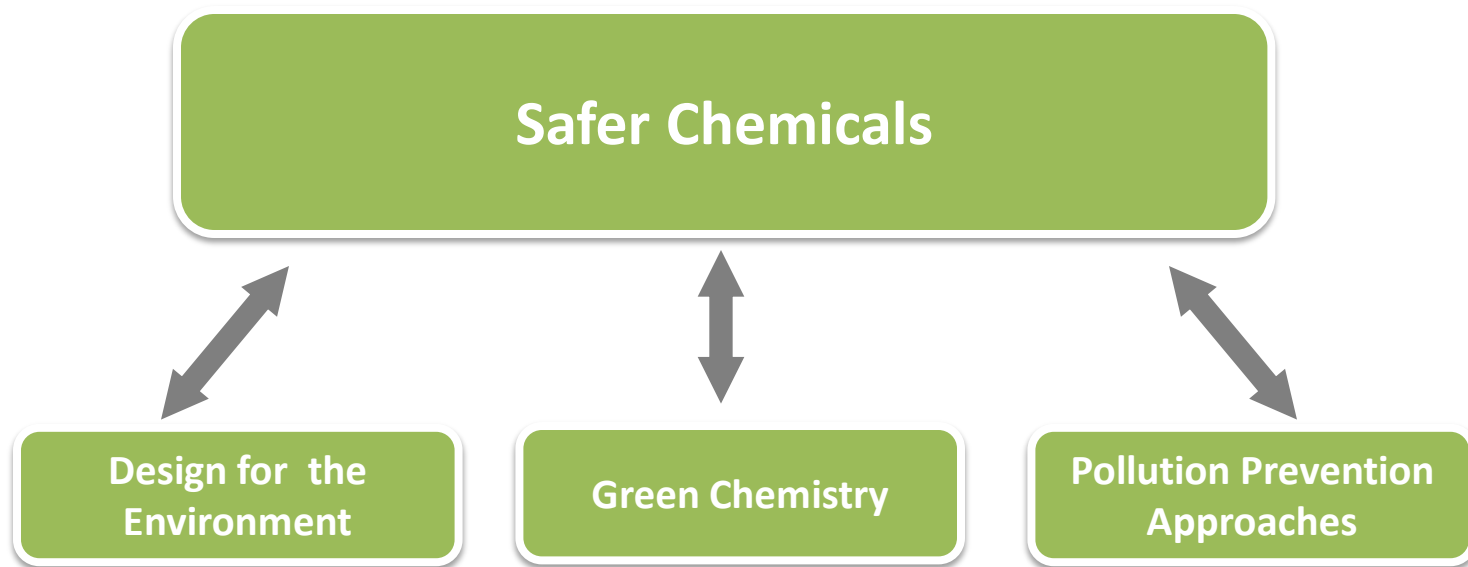 Safer Chemicals
Design for the
Environment
Green Chemistry
Pollution Prevention
Approaches